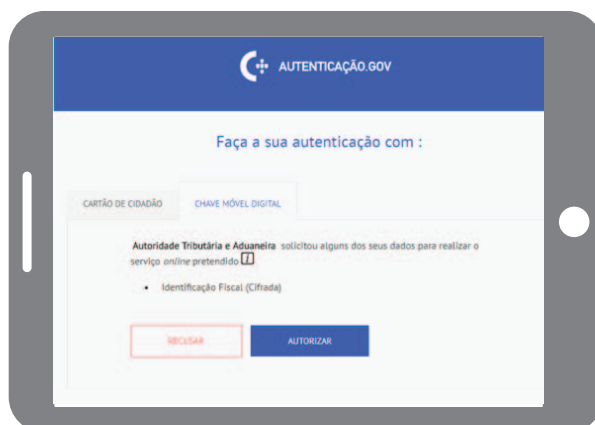 AUTENTICAÇÃO.GOV
Faça a sua autenticação com :
CARTÃO DE CIDADÃO
CHAVE MÓVEL DIGITAL
Autoridade Tributária e Aduaneira solicitou alguns dos seus dados para realizar o
serviço online pretendido i
• Identificação Fiscal (Cifrada)
RECUSAR
AUTORIZAR